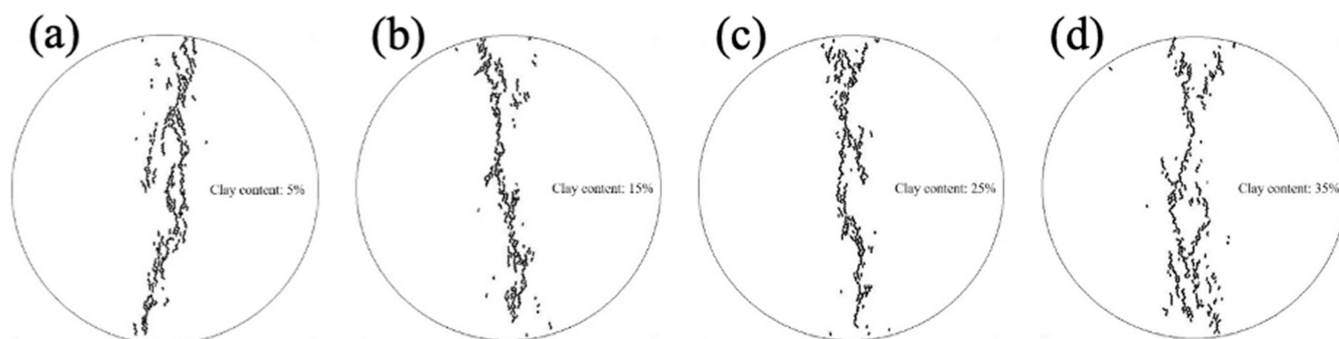 (a)
(b)
(c)
(d)
Clay content: 5%
Clay content: 15%
Clay content: 25%
Clay content: 35%